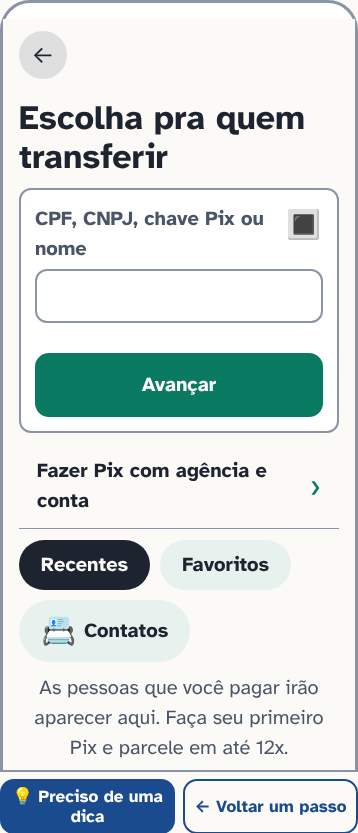 ←
Escolha pra quem
transferir
CPF, CNPJ, chave Pix ou
nome
Avançar
Fazer Pix com agência e
conta
Recentes
Favoritos
Contatos
As pessoas que você pagar irão
aparecer aqui. Faça seu primeiro
Pix e parcele em até 12x.
💡 Preciso de uma
dica
← Voltar um passo